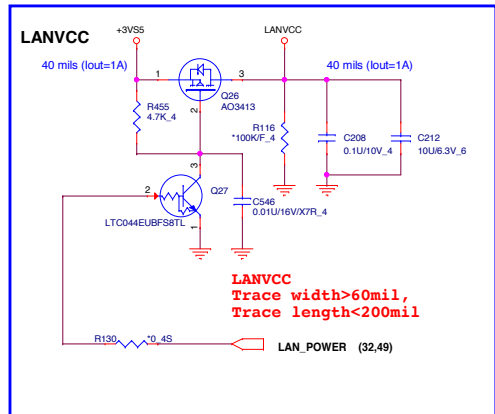 LANVCC
+3VS5
LANVCC
40 mils (Iout=1A)
1
3
40 mils (Iout=1A)
Q26
AO3413
2
R455
4.7K_4
R116
*100K/F_4
C208
0.1U/10V_4
C212
10U/6.3V_6
3
2
Q27
LTC044EUBFS8TL
1
C546
0.01U/16V/X7R_4
LANVCC
Trace width>60mil,
Trace length<200mil
R130
*0_4S
LAN_POWER (32,49)